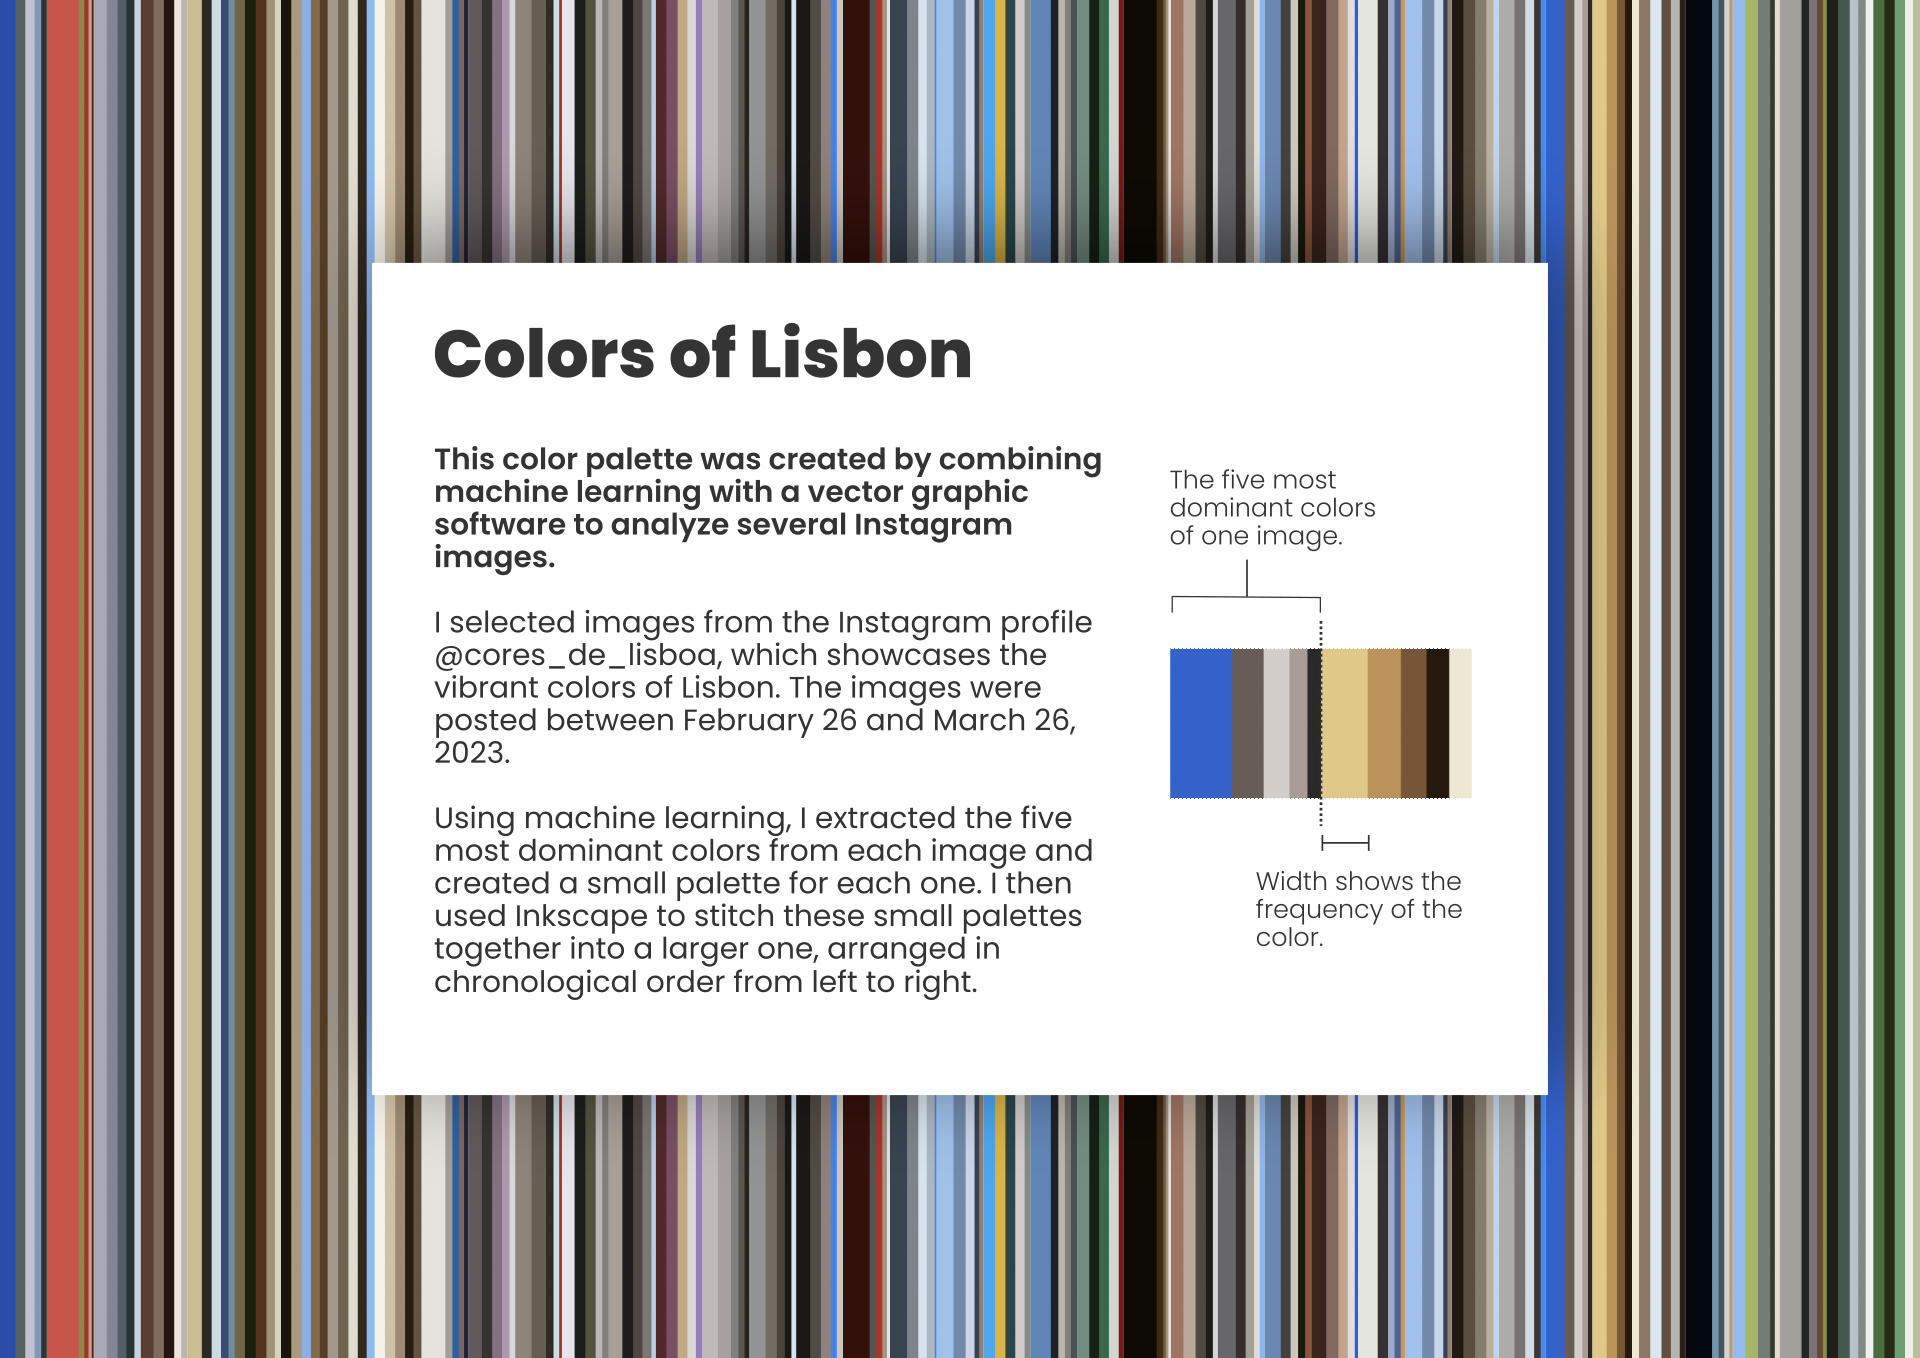 Colors of Lisbon
This color palette was created by combining
machine learning with a vector graphic
software to analyze several Instagram
images.
I selected images from the Instagram profile
@cores_de_lisboa, which showcases the
vibrant colors of Lisbon. The images were
posted between February 26 and March 26,
2023.
Using machine learning, I extracted the five
most dominant colors from each image and
created a small palette for each one. I then
used Inkscape to stitch these small palettes
together into a larger one, arranged in
chronological order from left to right.
The five most
dominant colors
of one image.
Width shows the
frequency of the
color.